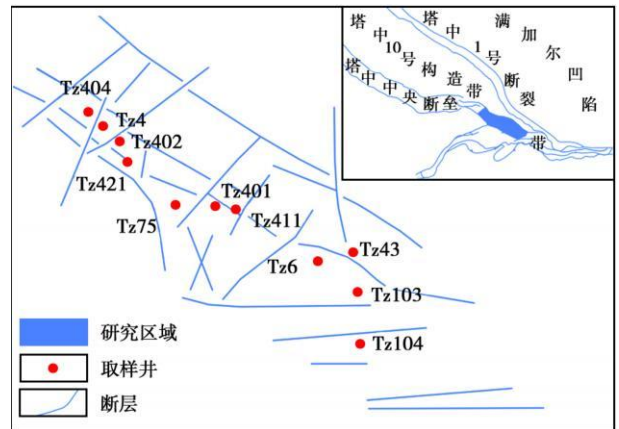 Tz404
Tz4
Tz402
Tz421
Tz401
Tz75
Tz411
Tz43
Tz6
Tz103
Tz104
塔中10号构造带
塔中1号断裂带
满加尔凹陷
塔中中央断垒
研究区域
取样井
断层